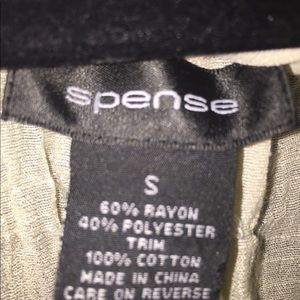 spense
S
60% RAYON
40% POLYESTER
TRIM
100% COTTON
MADE IN CHINA
CARE ON REVERSE